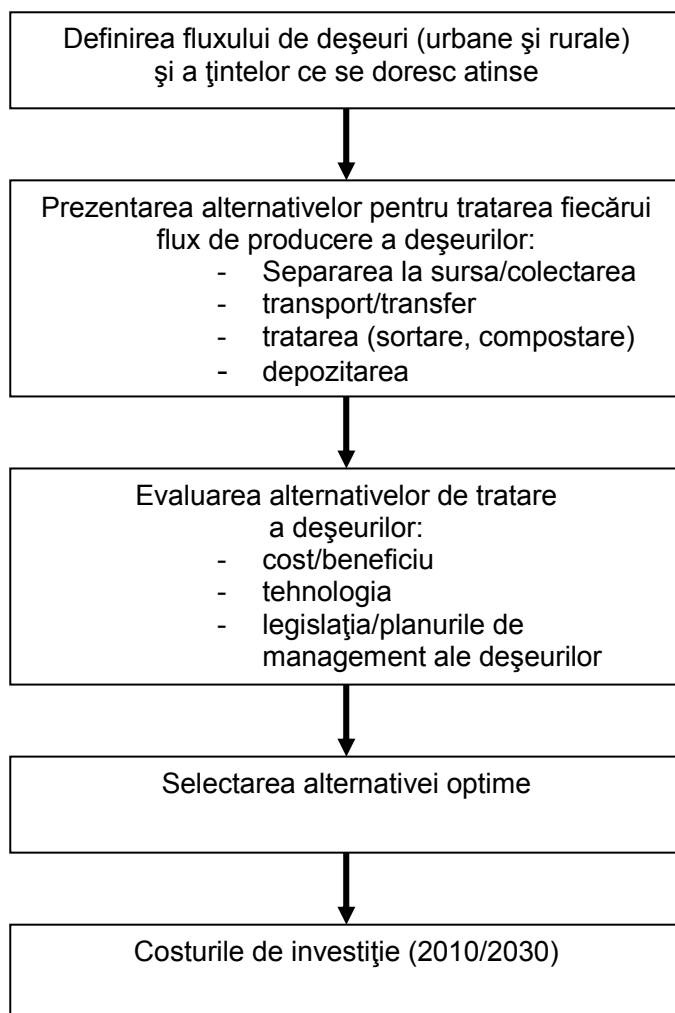 Definirea fluxului de deşeuri (urbane şi rurale)
şi a ţintelor ce se doresc atinse
Prezentarea alternativelor pentru tratarea fiecărui
flux de producere a deşeurilor:
- Separarea la sursa/colectarea
- transport/transfer
- tratarea (sortare, compostare)
- depozitarea
Evaluarea alternativelor de tratare
a deşeurilor:
- cost/beneficiu
- tehnologia
- legislaţia/planurile de
management ale deşeurilor
Selectarea alternativei optime
Costurile de investiţie (2010/2030)